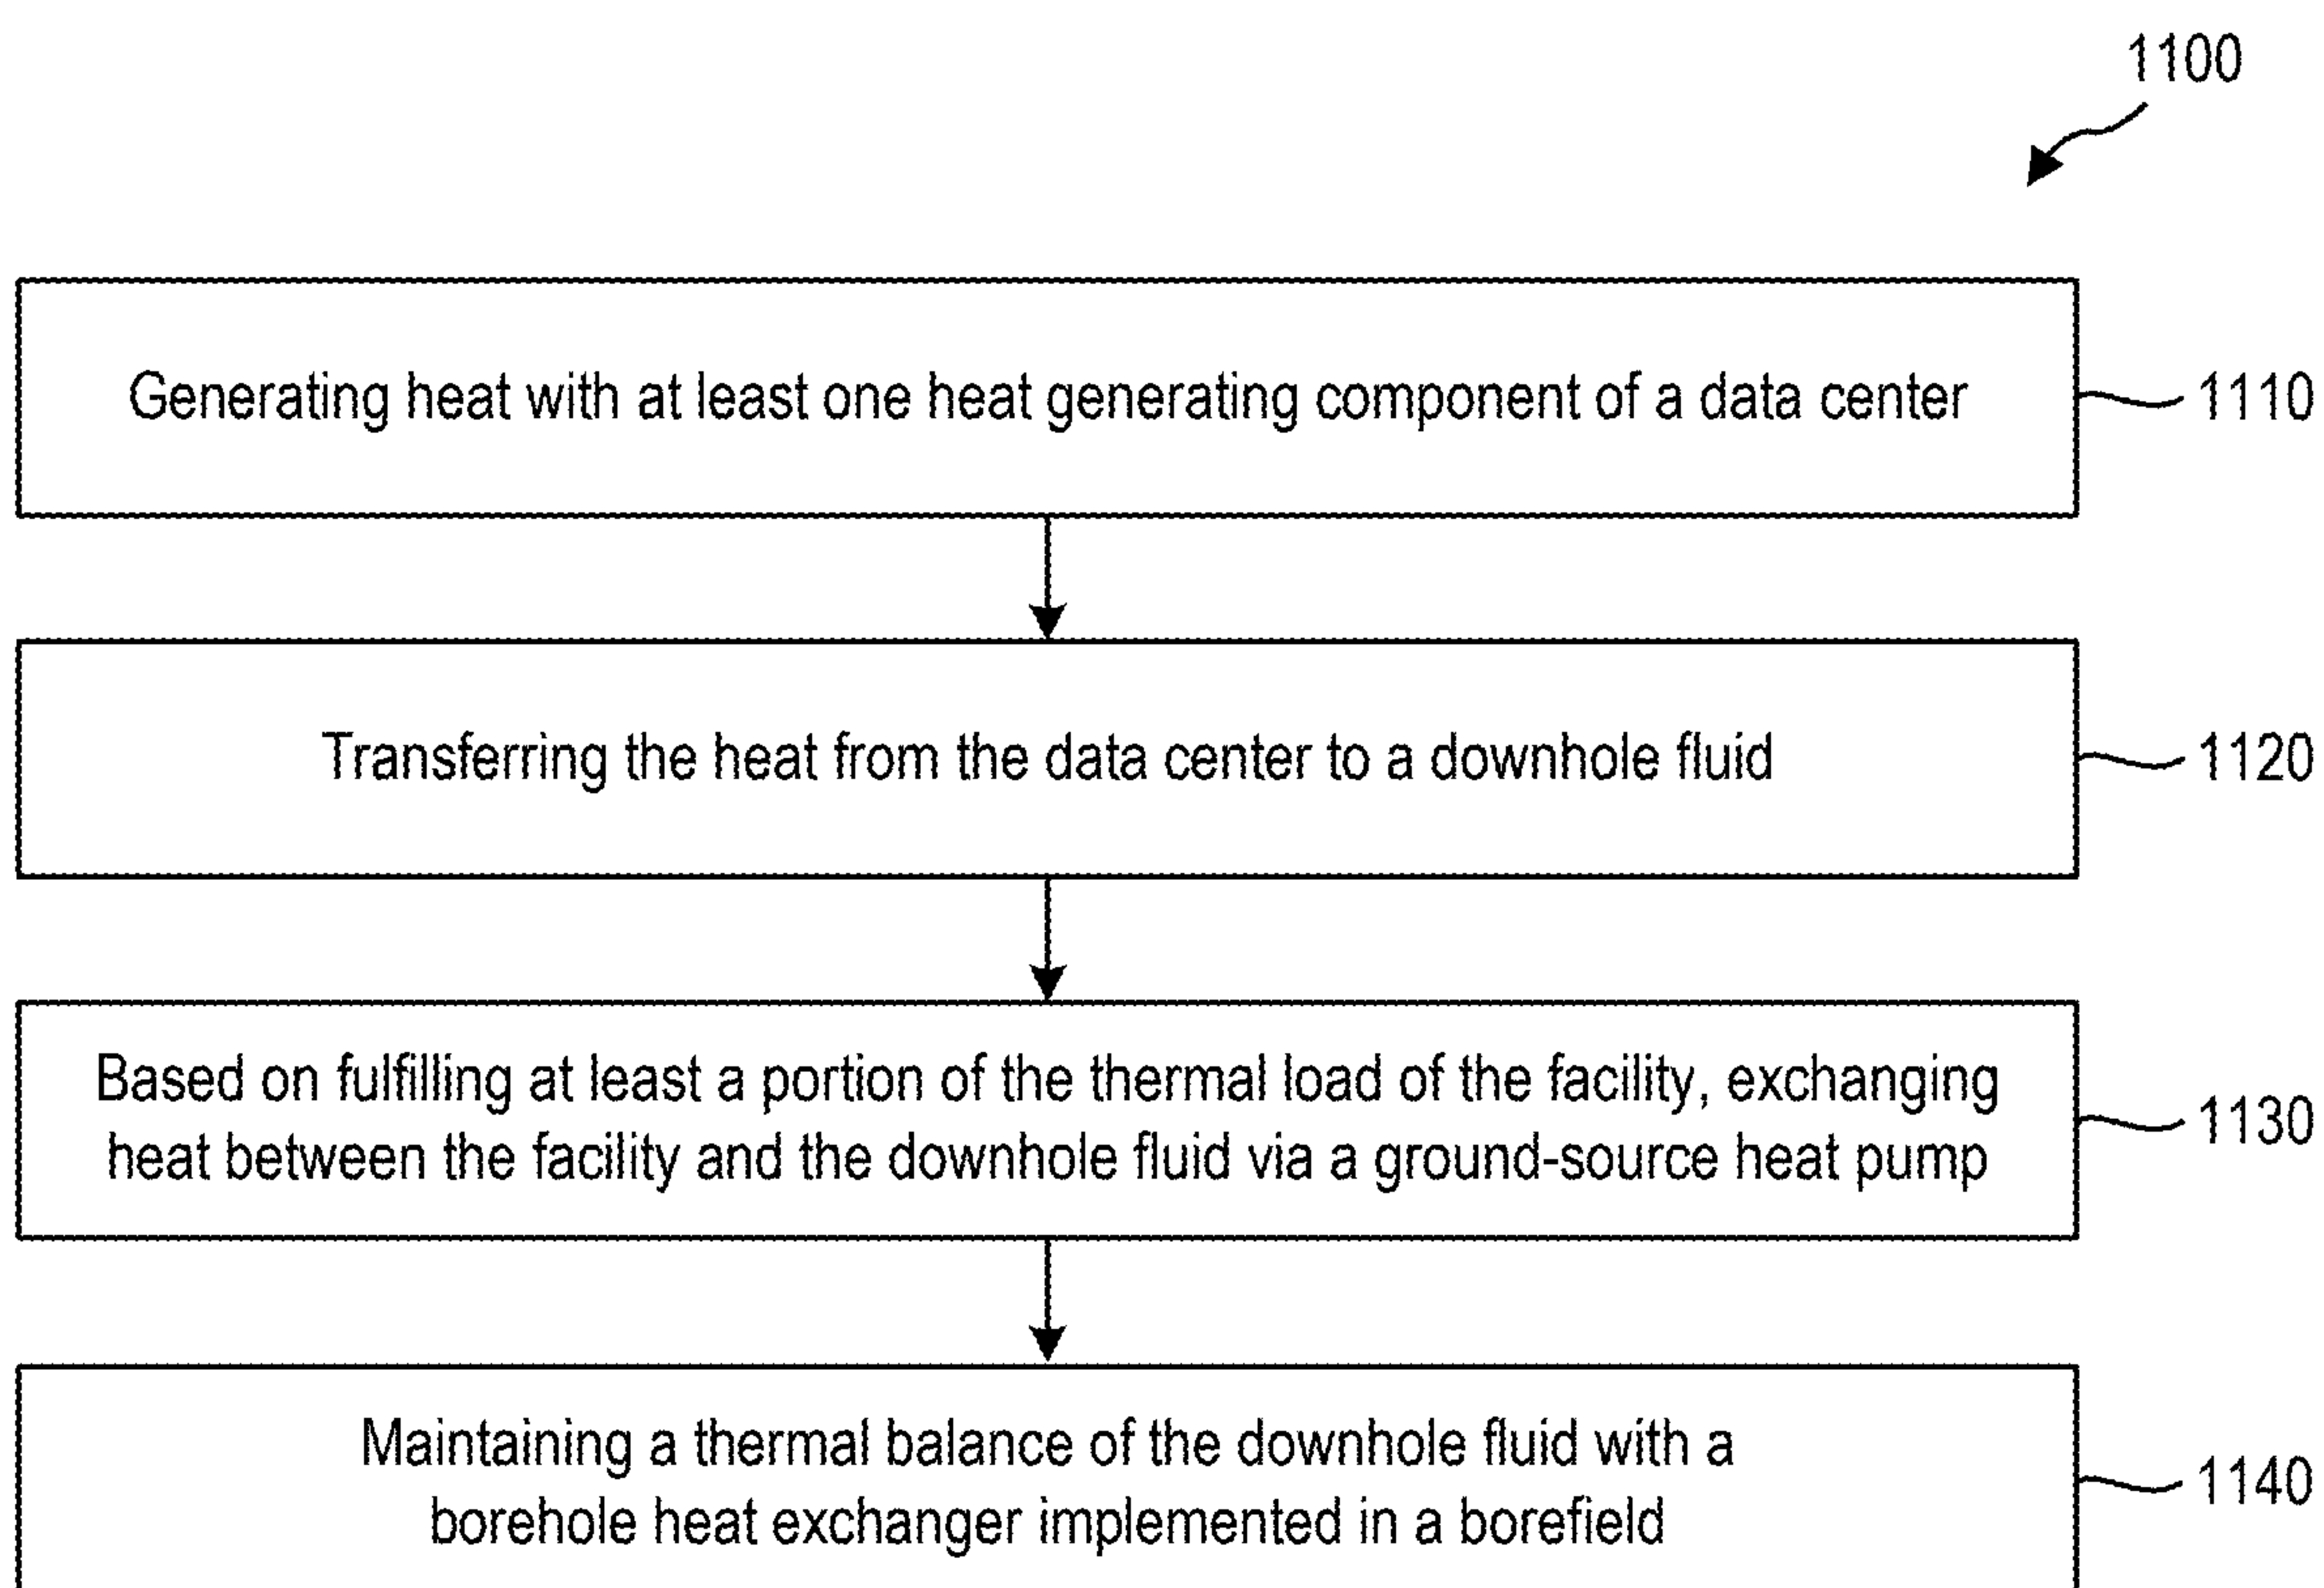 1100
Generating heat with at least one heat generating component of a data center
1110
Transferring the heat from the data center to a downhole fluid
1120
Based on fulfilling at least a portion of the thermal load of the facility, exchanging
heat between the facility and the downhole fluid via a ground-source heat pump
1130
Maintaining a thermal balance of the downhole fluid with a
borehole heat exchanger implemented in a borefield
1140